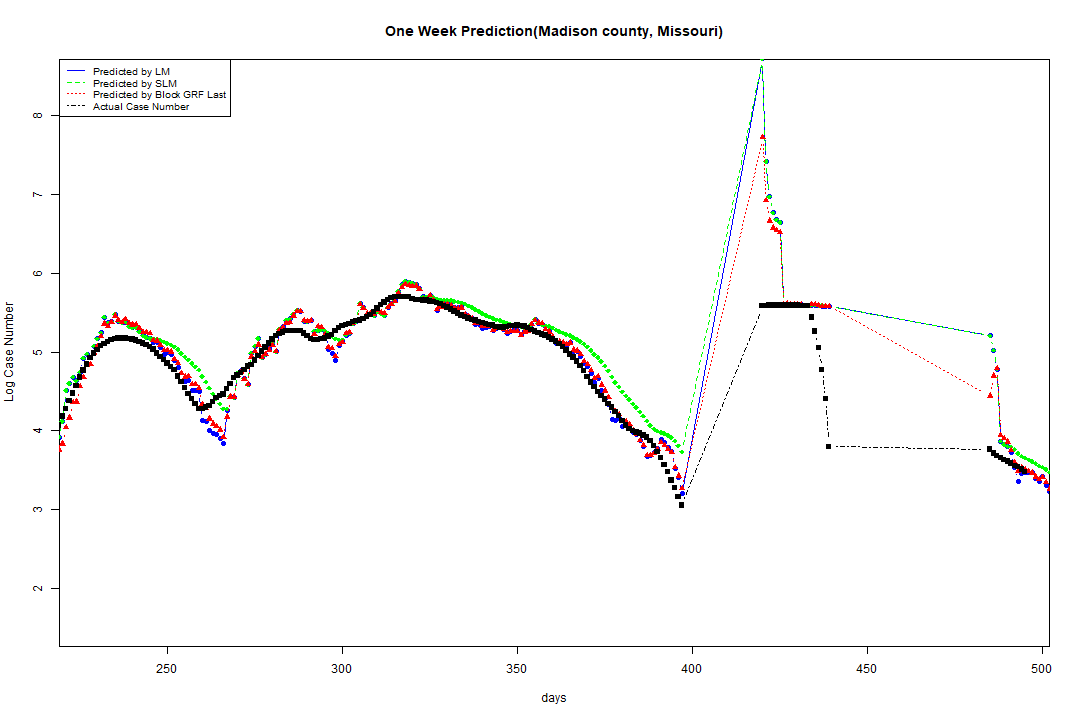 One Week Prediction(Madison county, Missouri)
Predicted by LM
Predicted by SLM
Predicted by Block GRF Last
Actual Case Number
Log Case Number
8
7
6
5
4
3
2
250 300 350 400 450 500
days